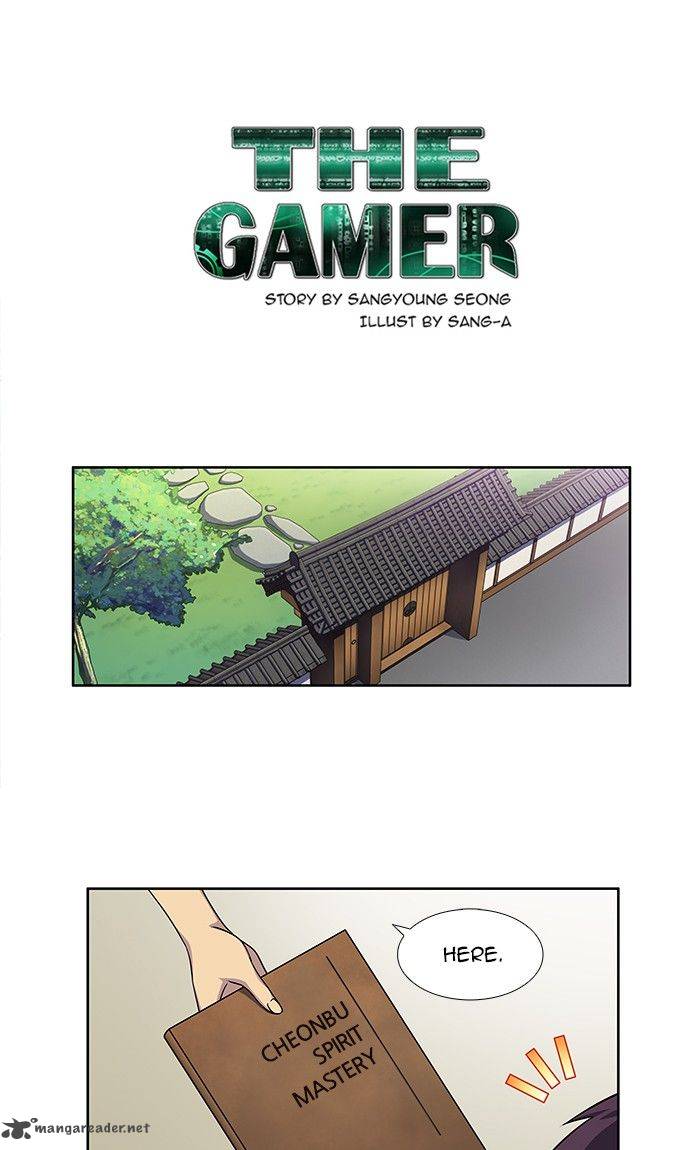 THE
GAMER
STORY BY SANGYOUNG SEONG
ILLUST BY SANG-A
HERE.
CHEONBU
SPIRIT
MASTERY
mangareader.net